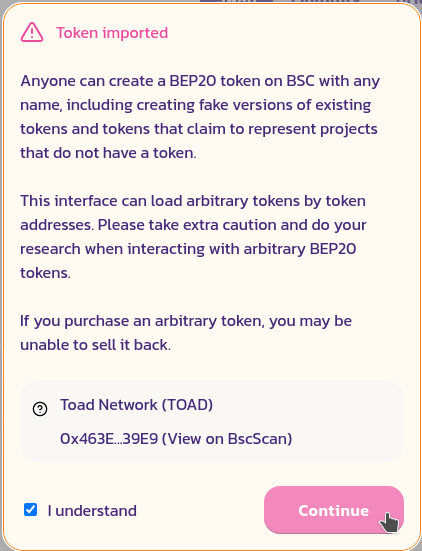 Token imported
Anyone can create a BEP20 token on BSC with any
name, including creating fake versions of existing
tokens and tokens that claim to represent projects
that do not have a token.
This interface can load arbitrary tokens by token
addresses. Please take extra caution and do your
research when interacting with arbitrary BEP20
tokens.
If you purchase an arbitrary token, you may be
unable to sell it back.
Toad Network (TOAD)
0x463E...39E9 (View on BscScan)
I understand
Continue